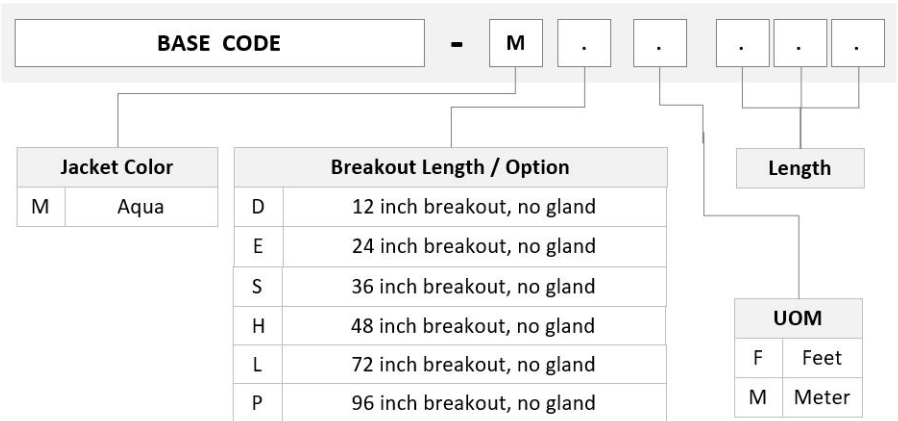 BASE CODE - M . . . . .
Jacket Color
M Aqua
Breakout Length / Option
D 12 inch breakout, no gland
E 24 inch breakout, no gland
S 36 inch breakout, no gland
H 48 inch breakout, no gland
L 72 inch breakout, no gland
P 96 inch breakout, no gland
Length
UOM
F Feet
M Meter